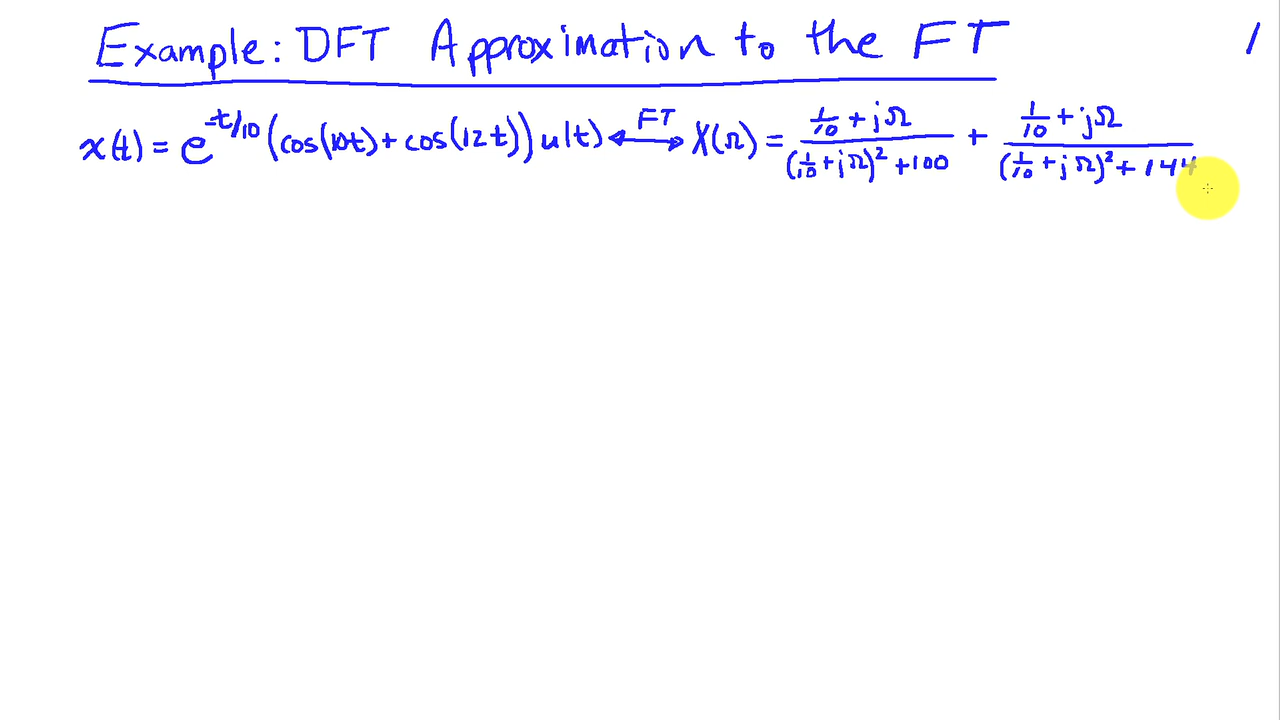 Example: DFT Approximation to the FT 1
x(t) = e^{-t/10} (cos(10t) + cos(12t)) u(t) <--FT--> X(Ω) = (1/10 + jΩ)/((1/10 + jΩ)² + 100) + (1/10 + jΩ)/((1/10 + jΩ)² + 144)